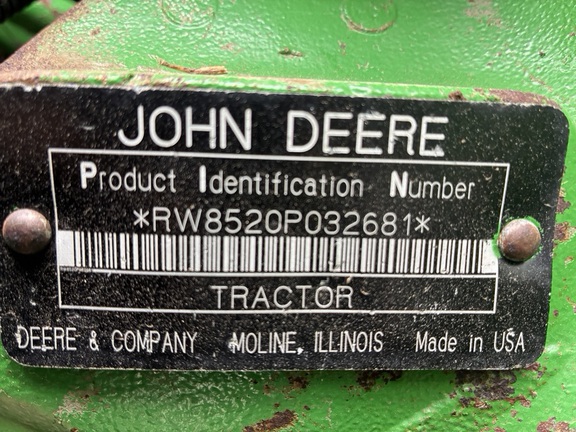 JOHN DEERE
Product Identification Number
*RW8520P032681*
TRACTOR
DEERE & COMPANY MOLINE, ILLINOIS Made in USA